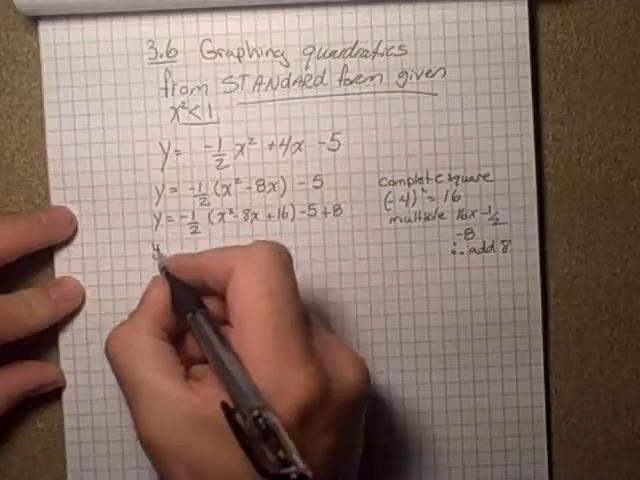 3.6 Graphing quadratics
from STANDARD form given
x² < 1
y = -1/2 x² + 4x - 5
y = -1/2 (x² - 8x) - 5
y = -1/2 (x² - 8x + 16) - 5 + 8
y
complete square
(-4)² = 16
multiple 16x -1/2
-8
∴ add 8